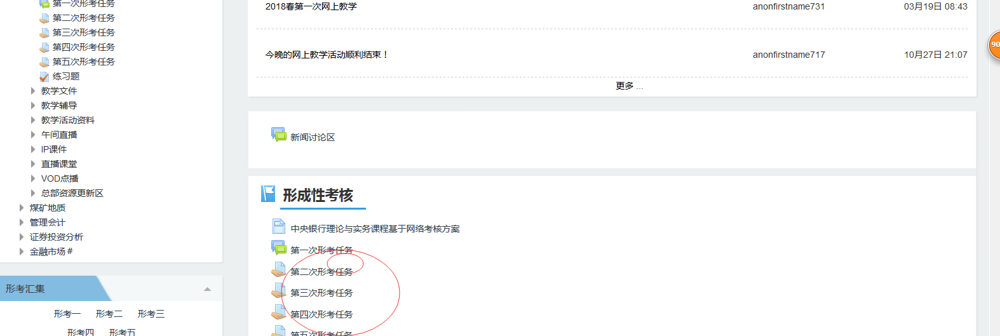 第一次形考任务
第二次形考任务
第三次形考任务
第四次形考任务
第五次形考任务
练习题
教学文件
教学辅导
教学活动资料
午间直播
IP课件
直播课堂
VOD点播
总部资源更新区
煤矿地质
管理会计
证券投资分析
金融市场#
形考汇集
形考一 形考二 形考三
形考四 形考五
2018春第一次网上教学 anonfirstname731 03月19日 08:43
今晚的网上教学活动顺利结束！ anonfirstname717 10月27日 21:07
更多 ...
新闻讨论区
形成性考核
中央银行理论与实务课程基于网络考核方案
第一次形考任务
第二次形考任务
第三次形考任务
第四次形考任务
第五次形考任务
90